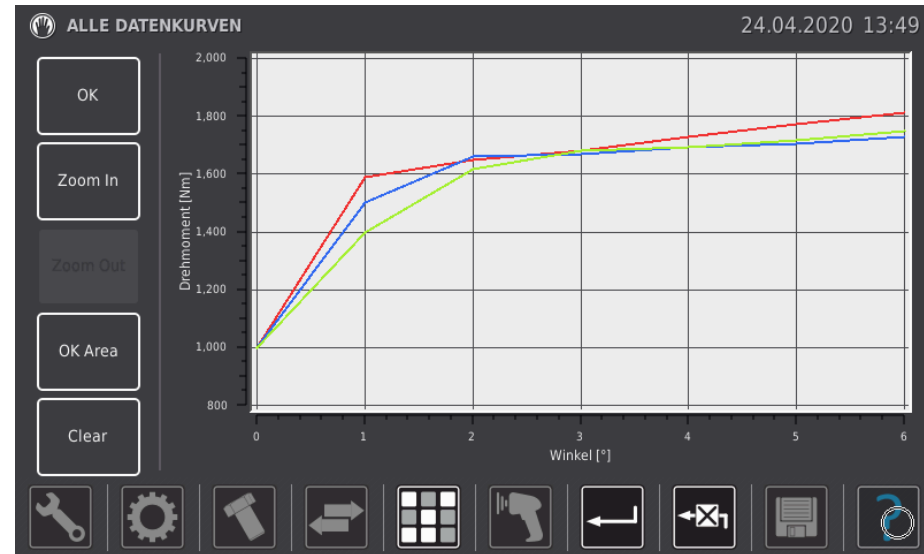 ALLE DATENKURVEN
24.04.2020 13:49
OK
Zoom In
Zoom Out
OK Area
Clear
Drehmoment [Nm]
2,000
1,800
1,600
1,400
1,200
1,000
800
0 1 2 3 4 5 6
Winkel [°]
?